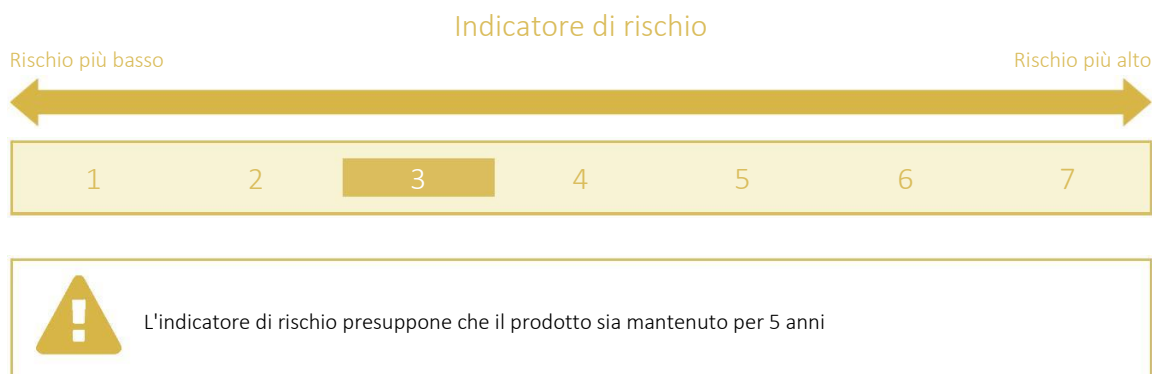 Indicatore di rischio
Rischio più basso Rischio più alto
1 2 3 4 5 6 7
L'indicatore di rischio presuppone che il prodotto sia mantenuto per 5 anni